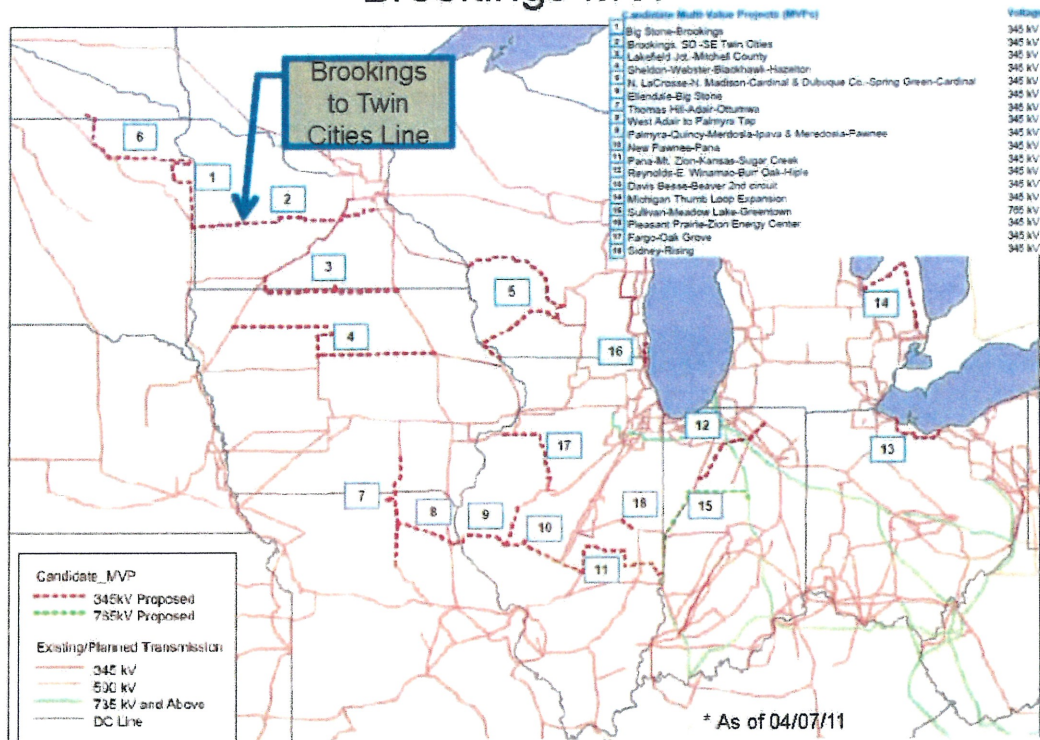 Candidate Multi Value Projects (MVPs) Voltage
1 Big Stone-Brookings 345 kV
2 Brookings, SD -SE Twin Cities 345 kV
3 Lakefield Jct.-Mitchell County 345 kV
4 Sheldon-Webster-Blackhawk-Hazelton 345 kV
5 N. LaCrosse-N. Madison-Cardinal & Dubuque Co.-Spring Green-Cardinal 345 kV
6 Ellendale-Big Stone 345 kV
7 Thomas Hill-Adair-Ottumwa 345 kV
8 West Adair to Palmyra Tap 345 kV
9 Palmyra-Quincy-Merdosia-Ipava & Meredosia-Pawnee 345 kV
10 New Pawnee-Pana 345 kV
11 Pana-Mt. Zion-Kansas-Sugar Creek 345 kV
12 Reynolds-E. Winamac-Burr Oak-Hiple 345 kV
13 Davis Besse-Beaver 2nd circuit 345 kV
14 Michigan Thumb Loop Expansion 345 kV
15 Sullivan-Meadow Lake-Greentown 765 kV
16 Pleasant Prairie-Zion Energy Center 345 kV
17 Fargo-Oak Grove 345 kV
18 Sidney-Rising 345 kV
Brookings
to Twin
Cities Line
6
1
2
3
5
14
4
16
12
17
13
7
8
9
10
18
15
11
Candidate_MVP
345kV Proposed
765kV Proposed
Existing/Planned Transmission
345 kV
500 kV
735 kV and Above
DC Line
* As of 04/07/11